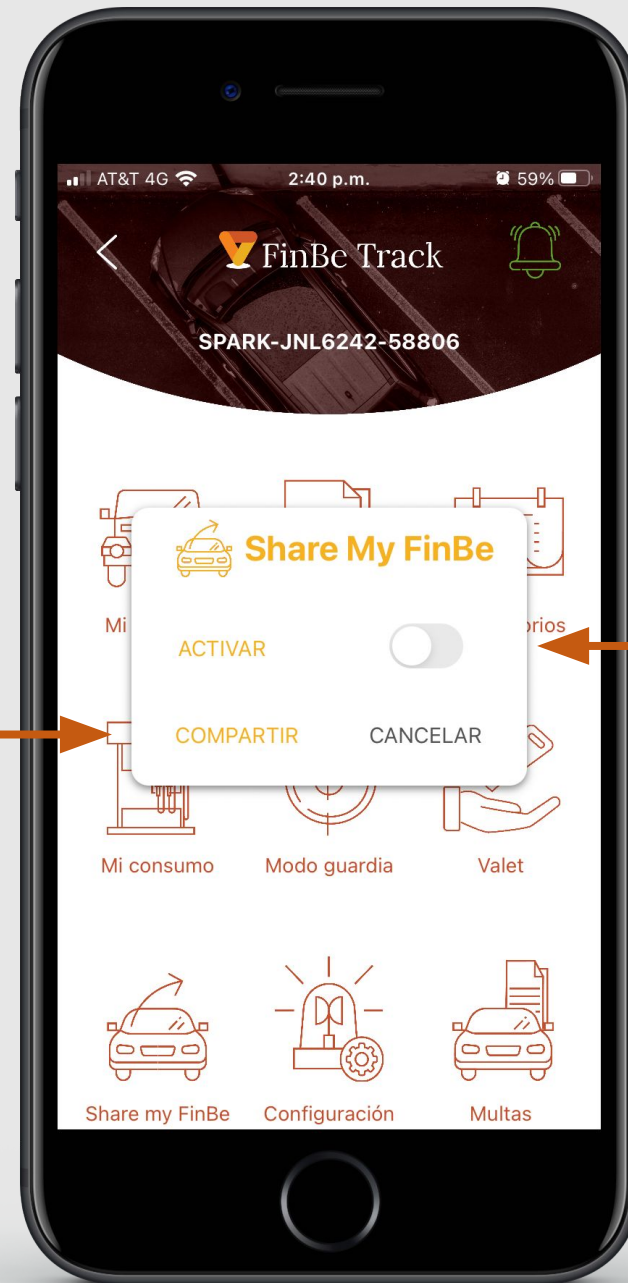 AT&T 4G 2:40 p.m. 59%
FinBe Track
SPARK-JNL6242-58806
Share My FinBe
Mi
ACTIVAR
COMPARTIR CANCELAR
Mi consumo Modo guardia Valet
Share my FinBe Configuración Multas